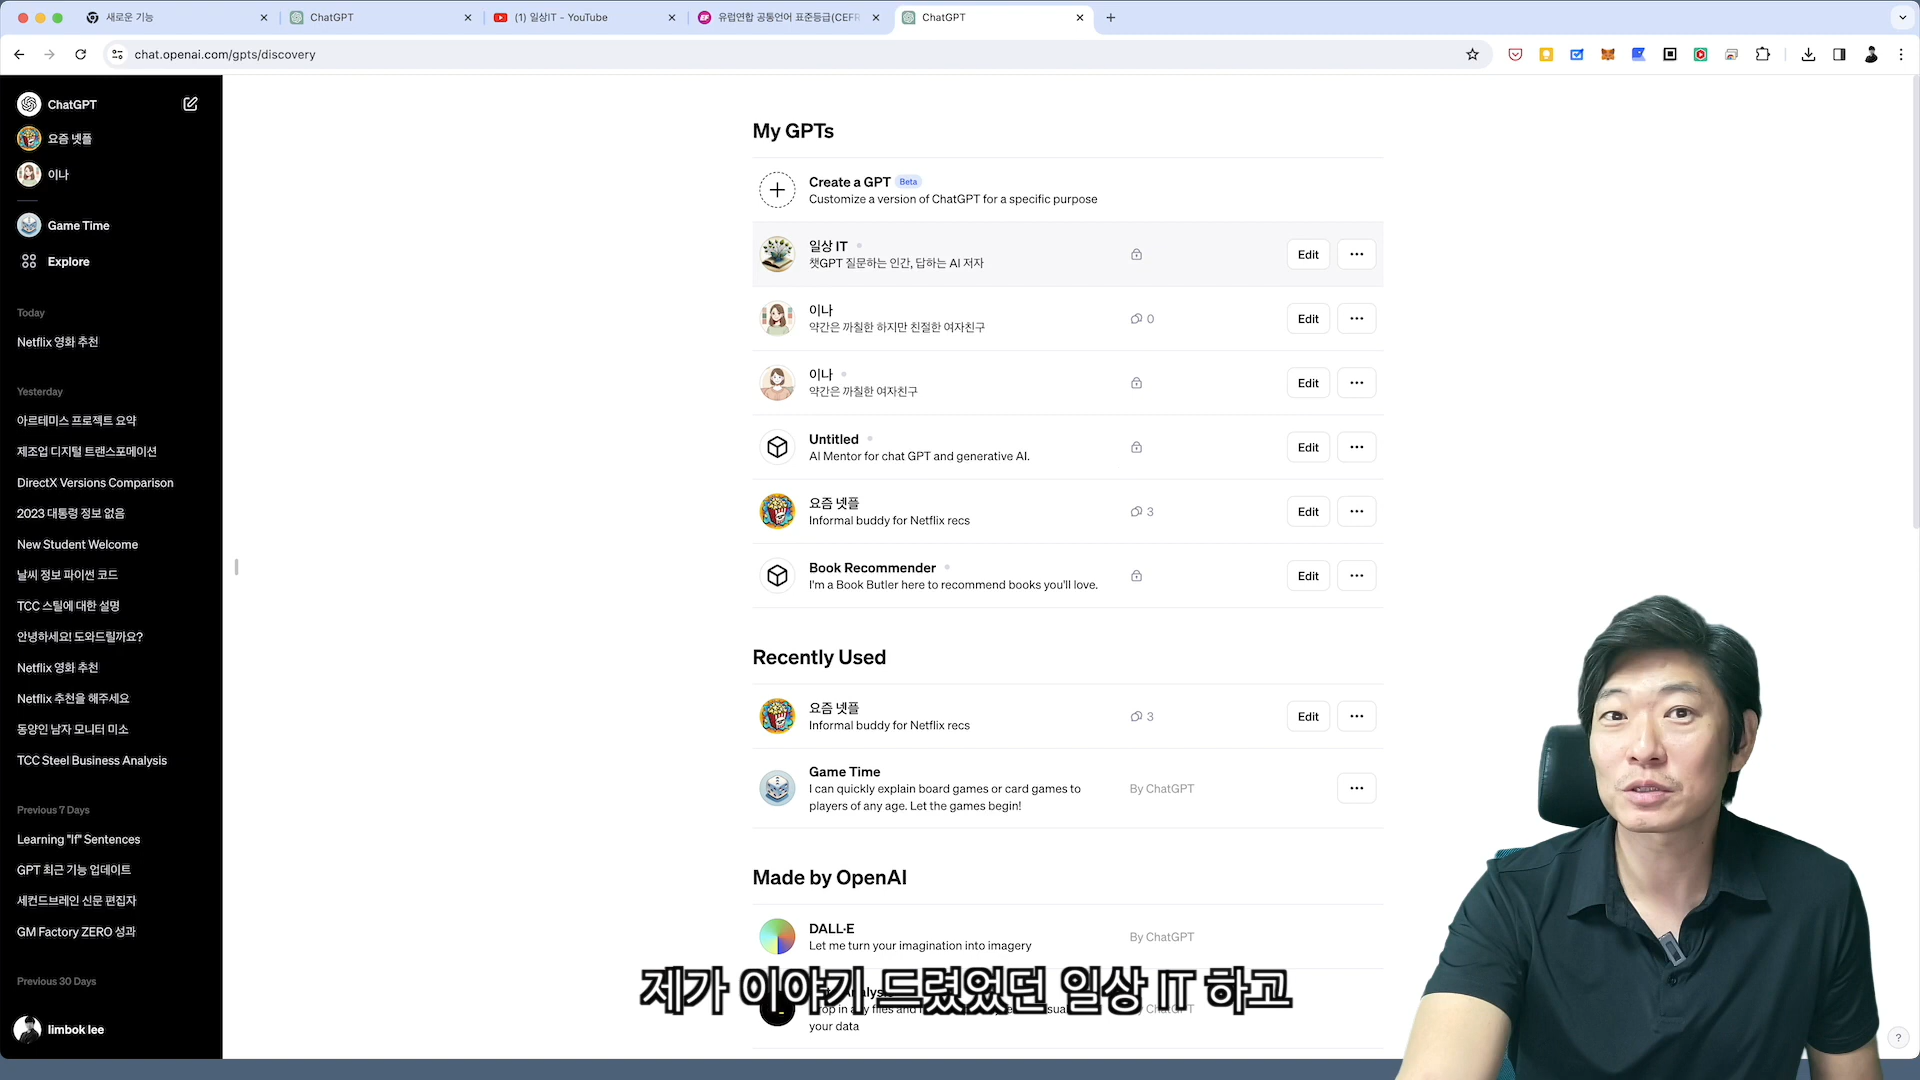 새로운 기능
ChatGPT
(1) 일상IT - YouTube
유럽연합 공통언어 표준등급(CEFR
ChatGPT
chat.openai.com/gpts/discovery
ChatGPT
요즘 넷플
이나
Game Time
Explore
Today
Netflix 영화 추천
Yesterday
아르테미스 프로젝트 요약
제조업 디지털 트랜스포메이션
DirectX Versions Comparison
2023 대통령 정보 없음
New Student Welcome
날씨 정보 파이썬 코드
TCC 스틸에 대한 설명
안녕하세요! 도와드릴까요?
Netflix 영화 추천
Netflix 추천을 해주세요
동양인 남자 모니터 미소
TCC Steel Business Analysis
Previous 7 Days
Learning "If" Sentences
GPT 최근 기능 업데이트
세컨드브레인 신문 편집자
GM Factory ZERO 성과
Previous 30 Days
limbok lee
My GPTs
Create a GPT Beta
Customize a version of ChatGPT for a specific purpose
일상 IT
챗GPT 질문하는 인간, 답하는 AI 저자
Edit
이나
약간은 까칠한 하지만 친절한 여자친구
0
Edit
이나
약간은 까칠한 여자친구
Edit
Untitled
AI Mentor for chat GPT and generative AI.
Edit
요즘 넷플
Informal buddy for Netflix recs
3
Edit
Book Recommender
I'm a Book Butler here to recommend books you'll love.
Edit
Recently Used
요즘 넷플
Informal buddy for Netflix recs
3
Edit
Game Time
I can quickly explain board games or card games to
players of any age. Let the games begin!
By ChatGPT
Made by OpenAI
DALL·E
Let me turn your imagination into imagery
By ChatGPT
제가 이야기 드렸었던 일상 IT 하고
your data
?